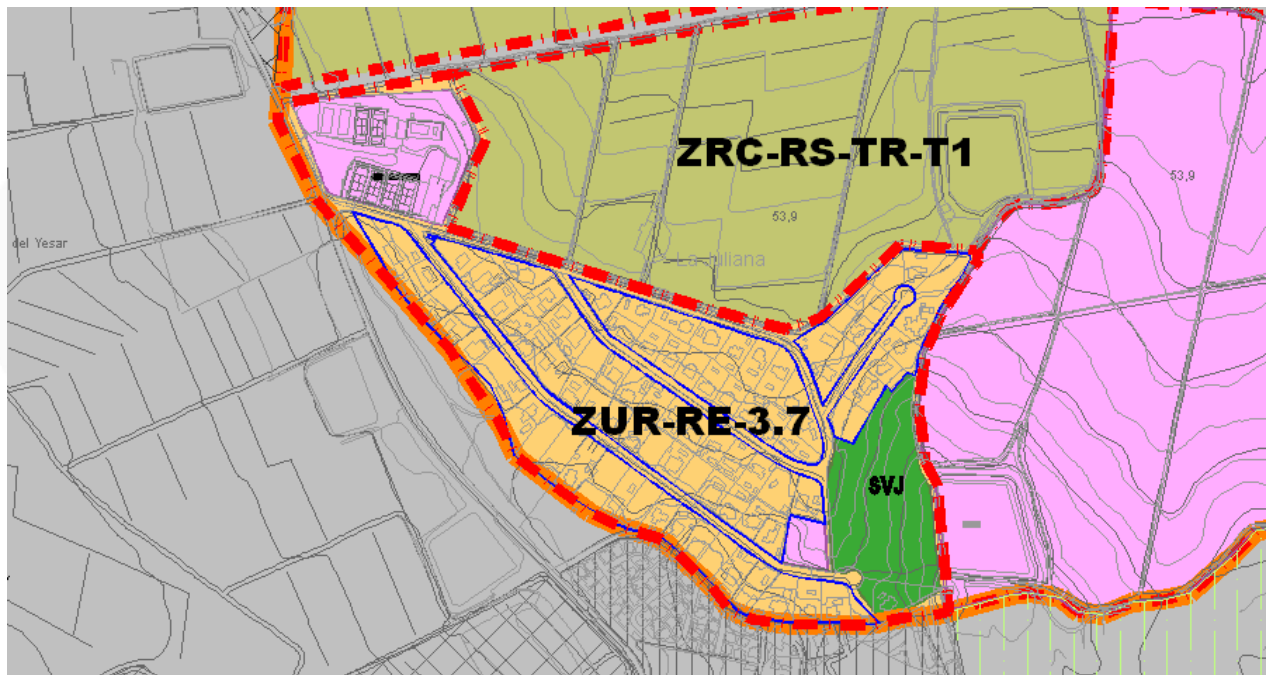 ZRC-RS-TR-T1
53,9
53,9
del Yesar
La Juliana
ZUR-RE-3.7
SVJ